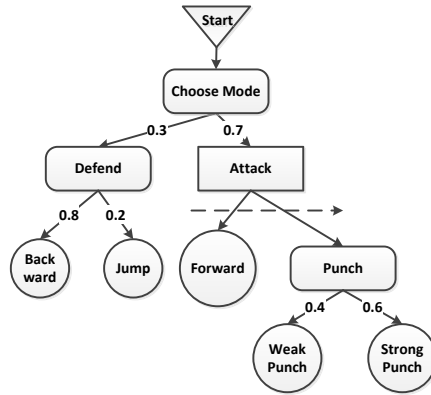 Start
Choose Mode
0.3
0.7
Defend
Attack
0.8
0.2
Back
ward
Jump
Forward
Punch
0.4
0.6
Weak
Punch
Strong
Punch